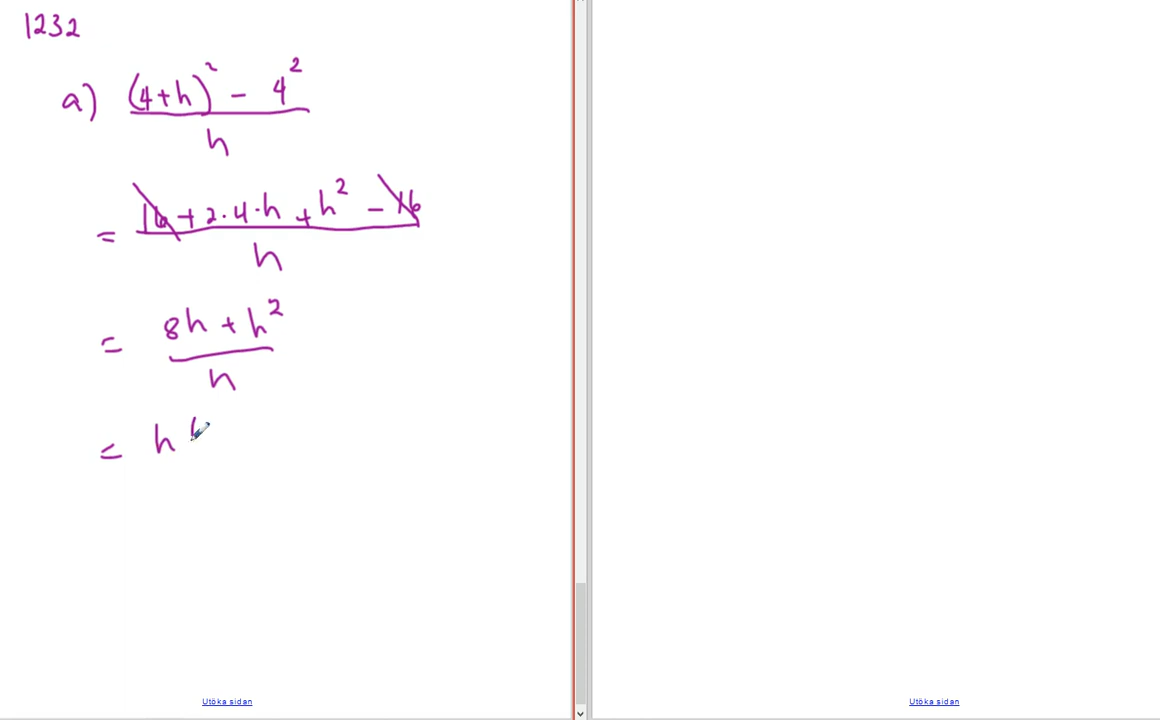 1232
a) (4+h)² - 4²
h
= 16 + 2·4·h + h² - 16
h
= 8h + h²
h
= h (
Utöka sidan Utöka sidan